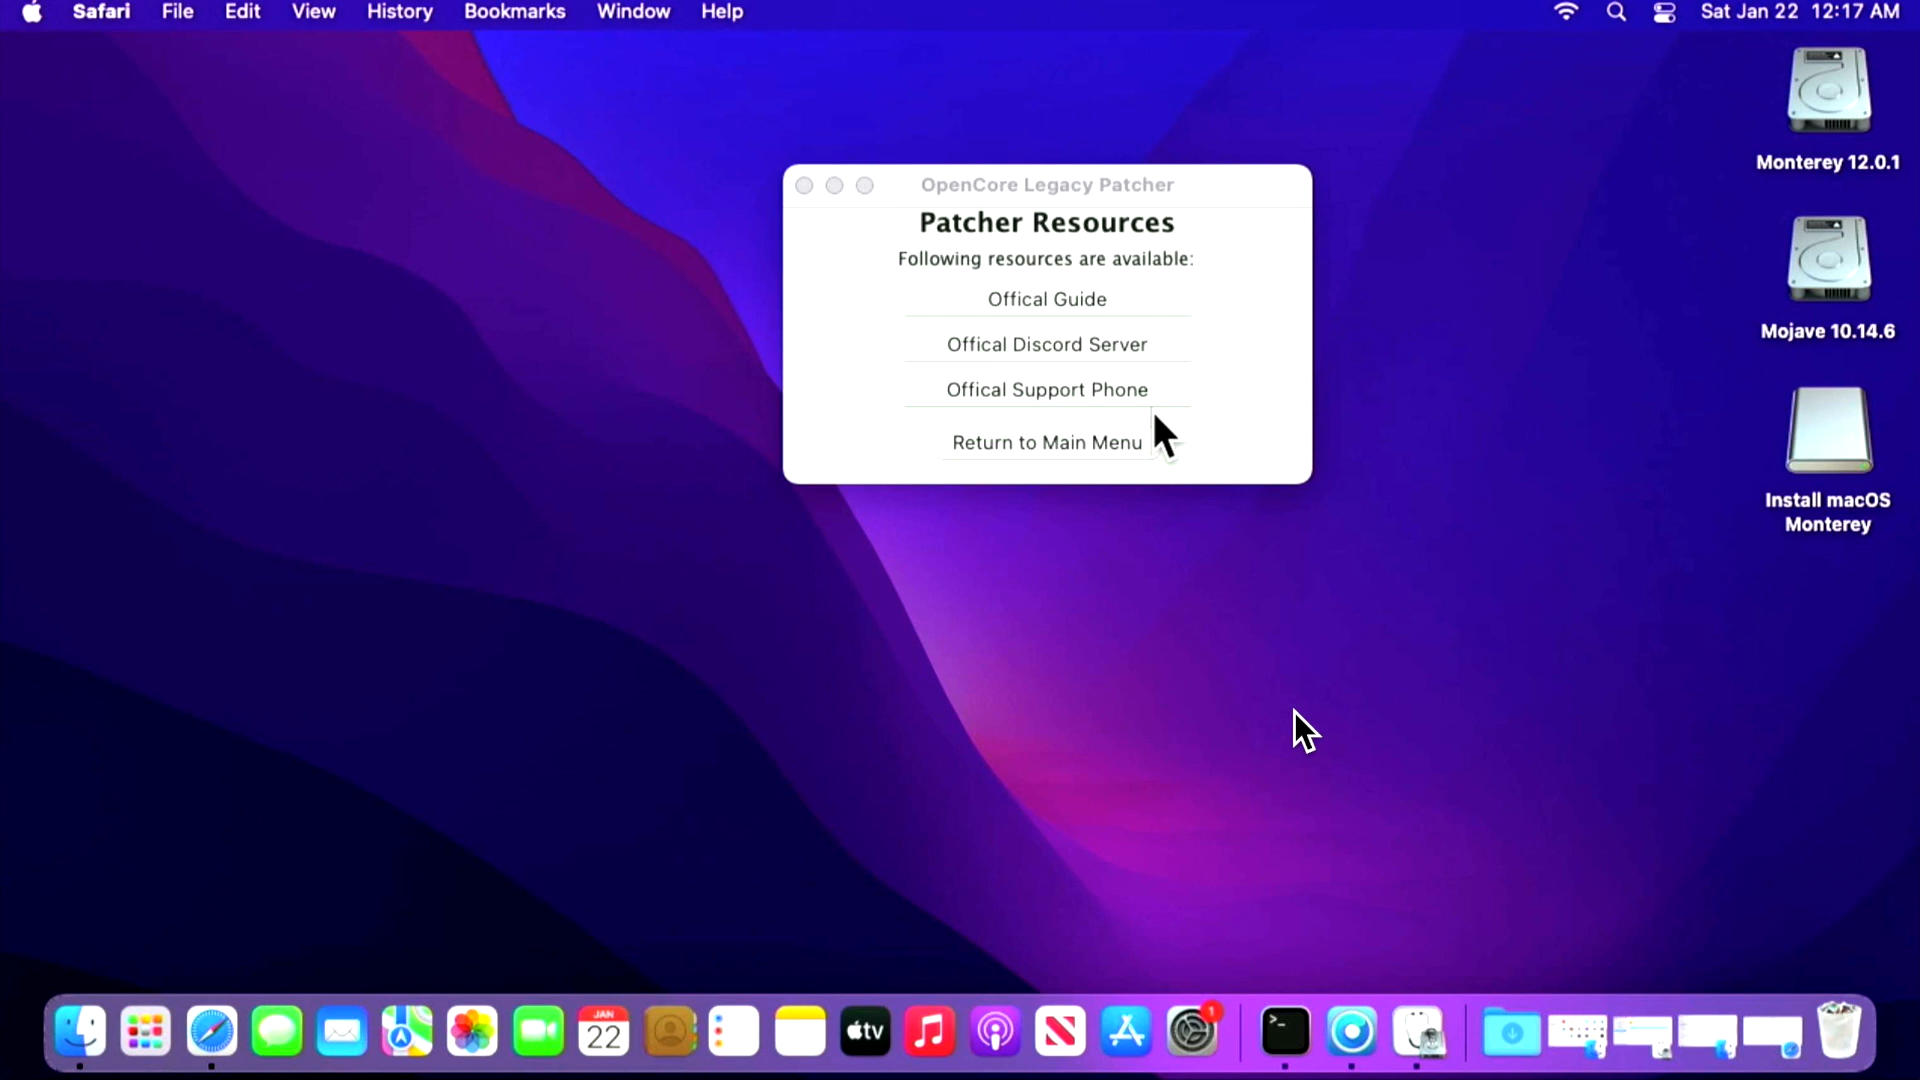 Safari File Edit View History Bookmarks Window Help Sat Jan 22 12:17 AM
Monterey 12.0.1
OpenCore Legacy Patcher
Patcher Resources
Following resources are available:
Offical Guide
Offical Discord Server
Offical Support Phone
Return to Main Menu
Mojave 10.14.6
Install macOS
Monterey
JAN
22
tv
1
>_